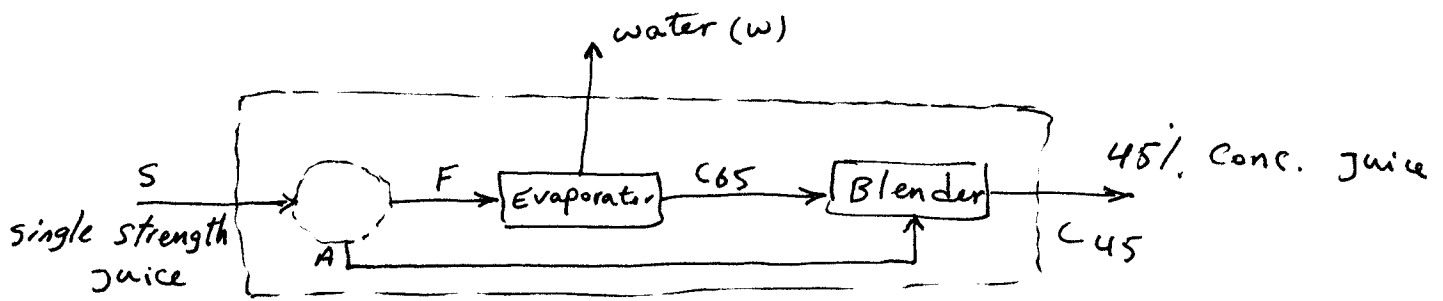 water (w)
45%. Conc. Juice
S
F
Evaporator
C65
Blender
single strength
Juice
A
C45